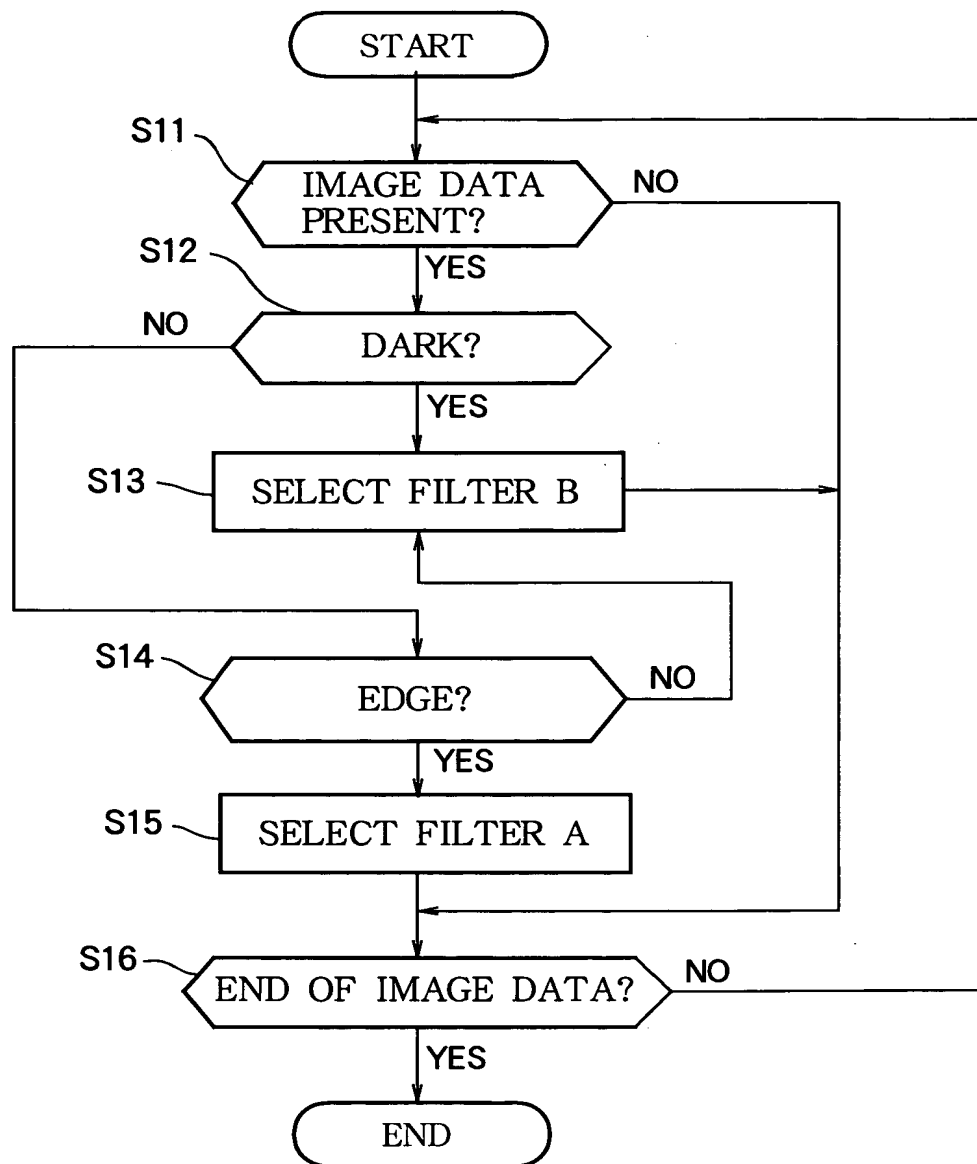 START
S11
IMAGE DATA
PRESENT?
NO
YES
S12
NO
DARK?
YES
S13
SELECT FILTER B
S14
EDGE?
NO
YES
S15
SELECT FILTER A
S16
END OF IMAGE DATA?
NO
YES
END